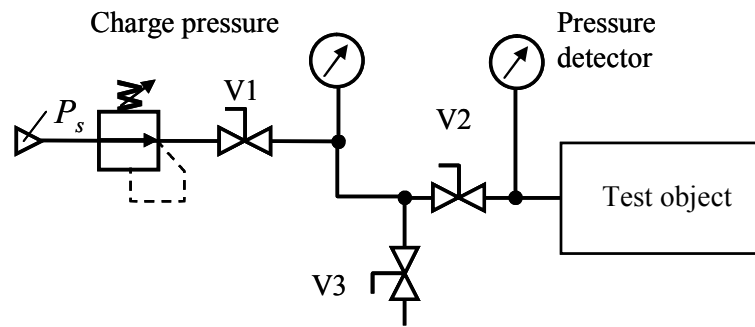 Charge pressure
Pressure
detector
P_s
V1
V2
Test object
V3